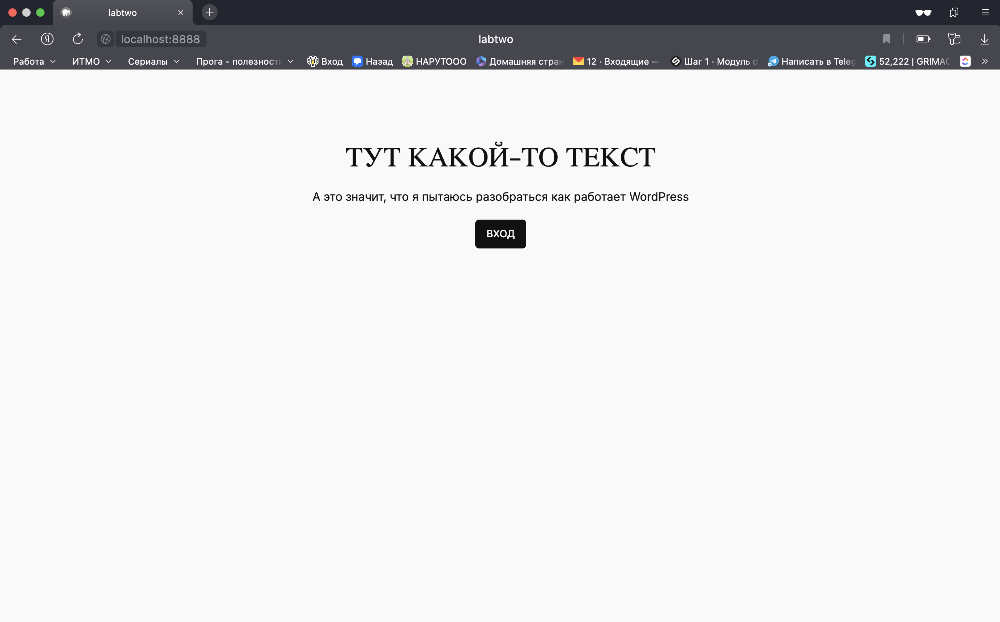 labtwo
Я localhost:8888 labtwo
Работа ИТМО Сериалы Прога - полезности Вход Назад НАРУТООО Домашняя стран 12 · Входящие — Шаг 1 · Модуль d Написать в Teleg 52,222 | GRIMAC
ТУТ КАКОЙ-ТО ТЕКСТ
А это значит, что я пытаюсь разобраться как работает WordPress
ВХОД